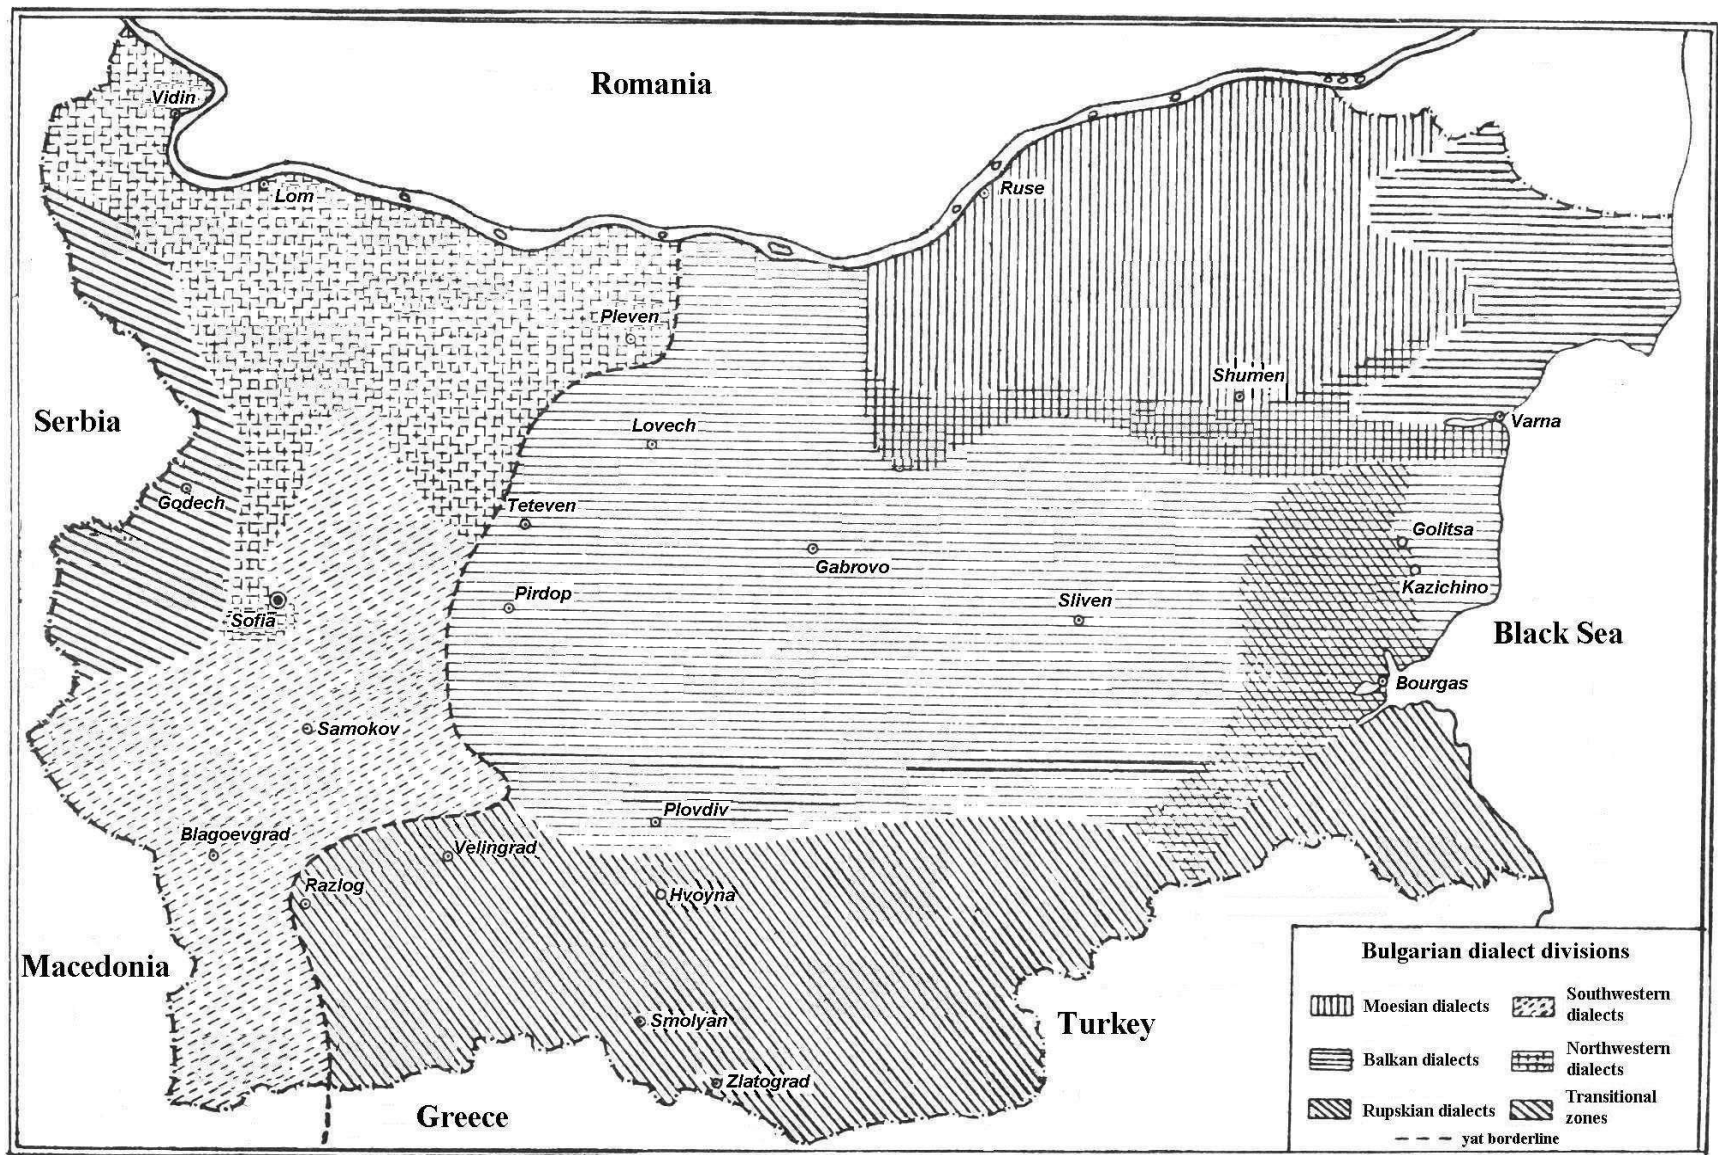 Romania
Vidin
Lom
Ruse
Pleven
Shumen
Serbia
Lovech
Varna
Godech
Teteven
Golitsa
Gabrovo
Kazichino
Pirdop
Sliven
Sofia
Black Sea
Bourgas
Samokov
Plovdiv
Blagoevgrad
Velingrad
Razlog
Hvoyna
Macedonia
Smolyan
Turkey
Zlatograd
Greece
Bulgarian dialect divisions
Moesian dialects
Southwestern
dialects
Balkan dialects
Northwestern
dialects
Rupskian dialects
Transitional
zones
yat borderline